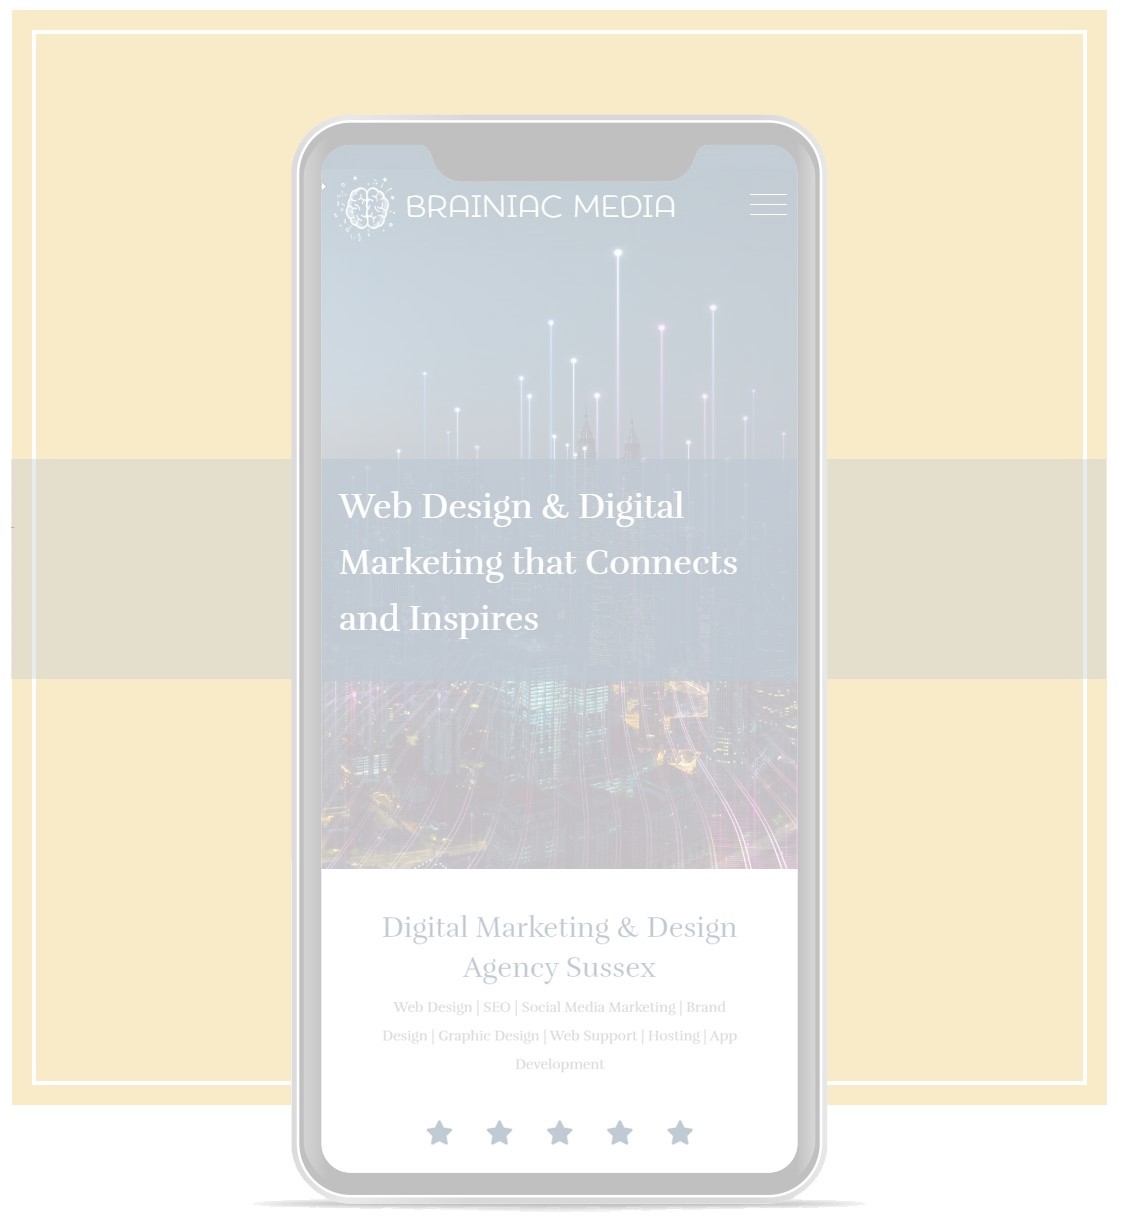 BRAINIAC MEDIA
Web Design & Digital
Marketing that Connects
and Inspires
Digital Marketing & Design
Agency Sussex
Web Design | SEO | Social Media Marketing | Brand
Design | Graphic Design | Web Support | Hosting | App
Development